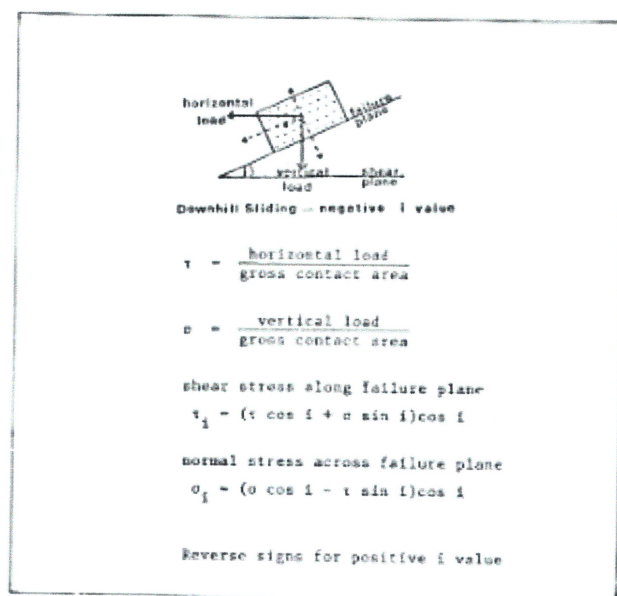 horizontal
load
failure
plane
i
vertical
load
shear
plane
Downhill Sliding – negative i value
τ = horizontal load
gross contact area
σ = vertical load
gross contact area
shear stress along failure plane
τi = (τ cos i + σ sin i)cos i
normal stress across failure plane
σi = (σ cos i - τ sin i)cos i
Reverse signs for positive i value